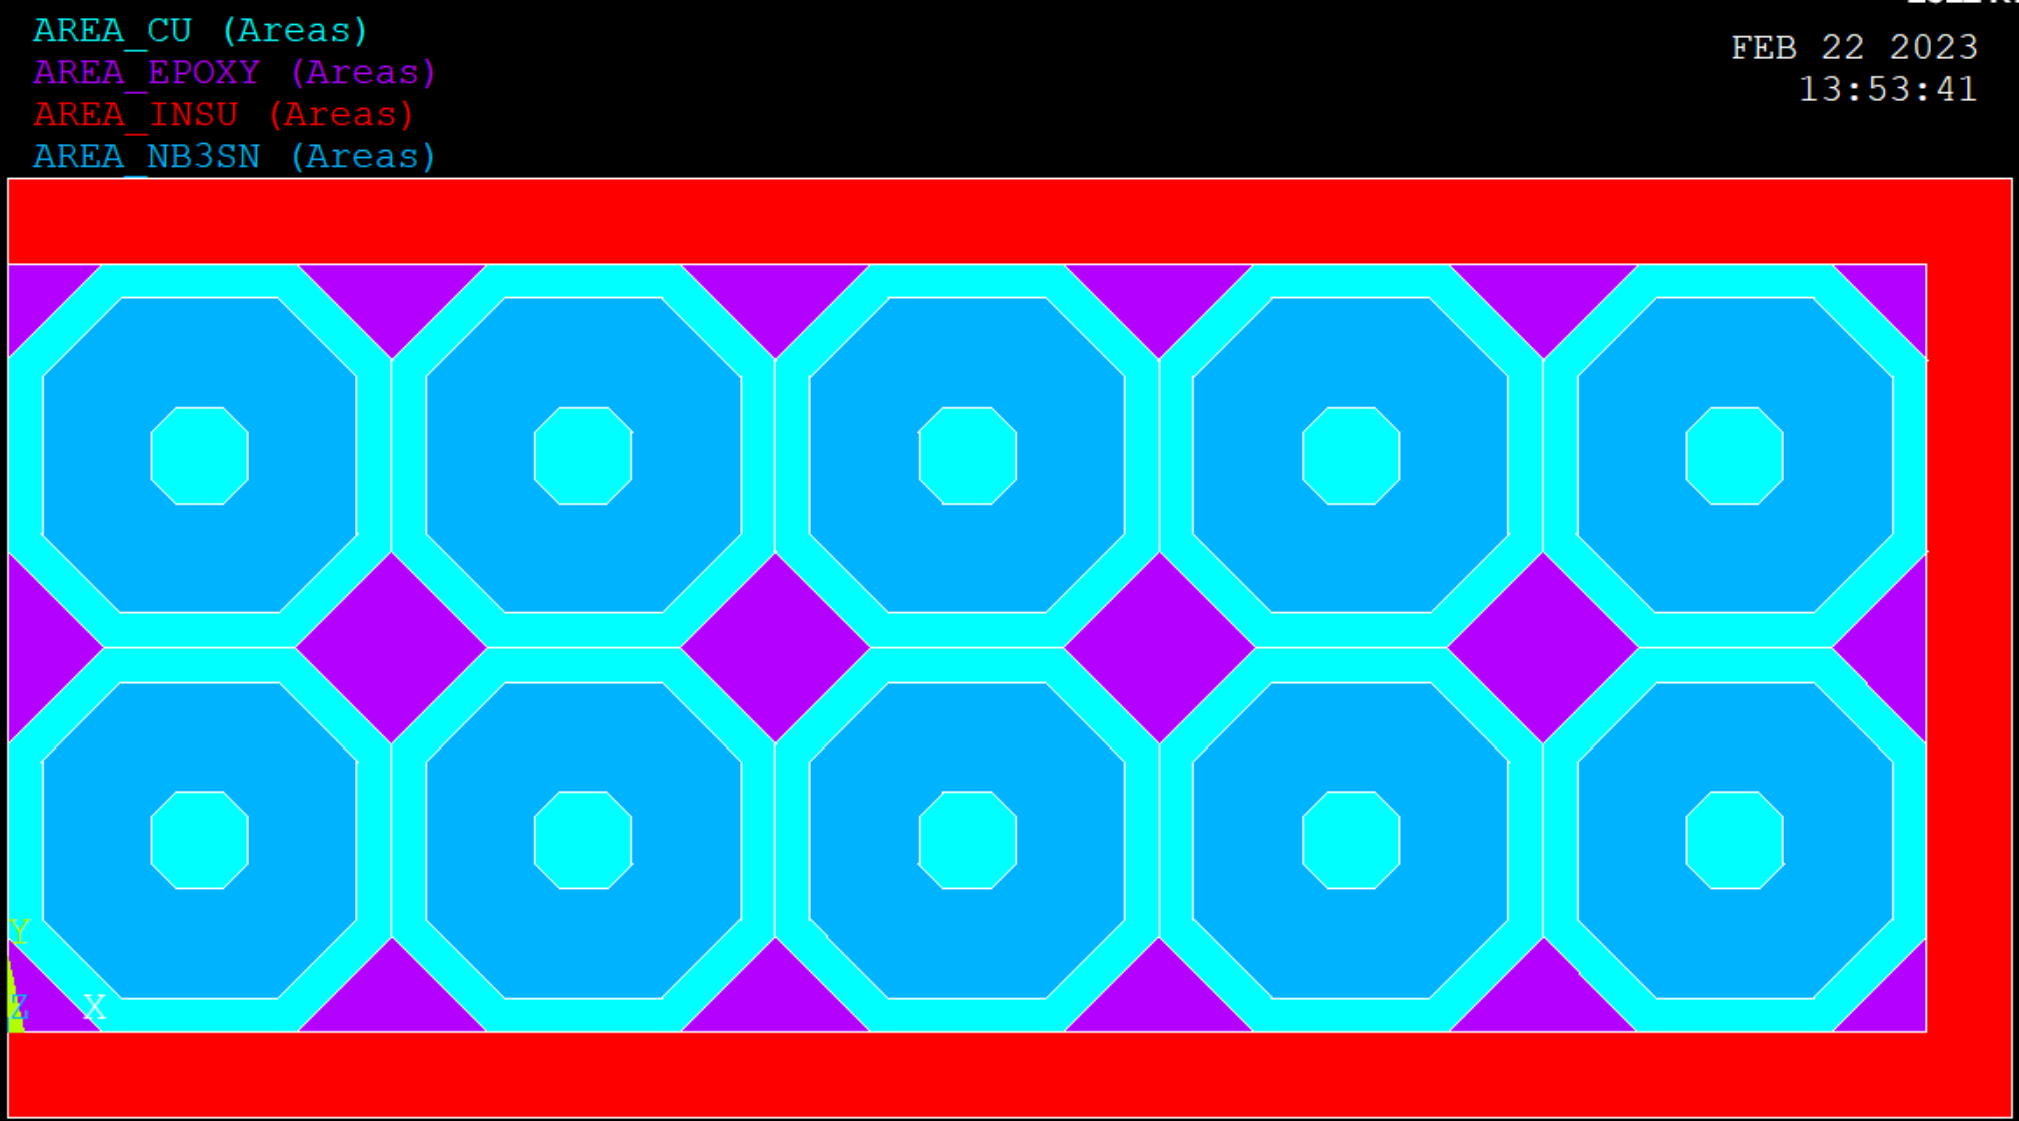 AREA_CU (Areas)
AREA_EPOXY (Areas)
AREA_INSU (Areas)
AREA_NB3SN (Areas)
FEB 22 2023
13:53:41
Y
Z X